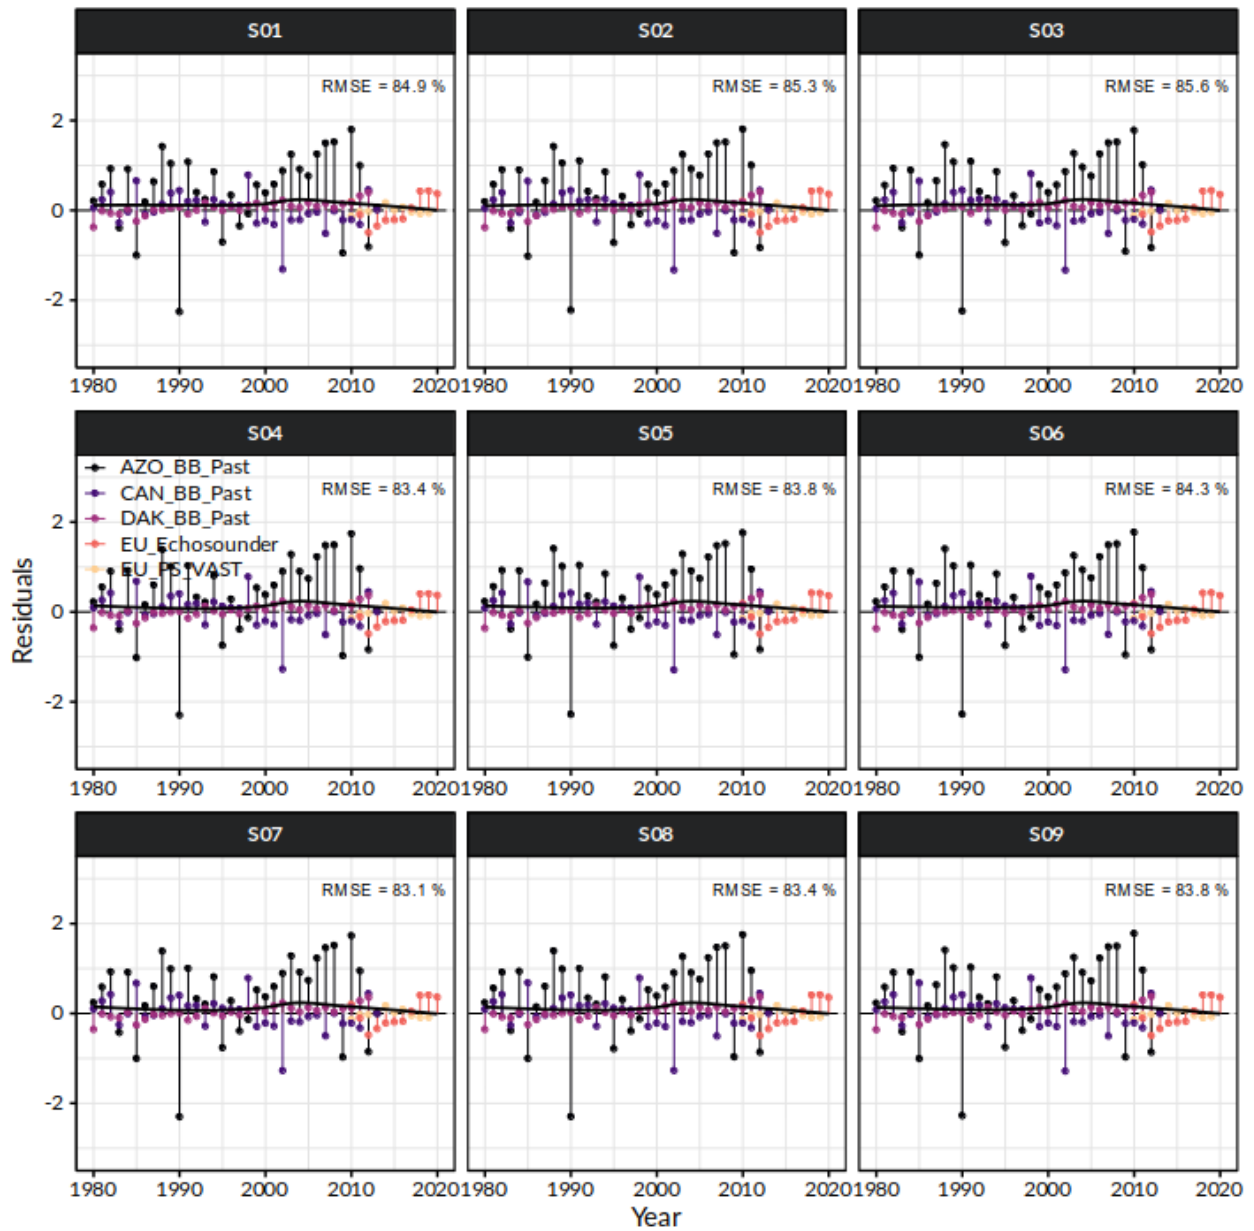 S01 S02 S03
RMSE = 84.9 % RMSE = 85.3 % RMSE = 85.6 %
2
0
-2
1980 1990 2000 2010 2020 1980 1990 2000 2010 2020 1980 1990 2000 2010 2020
S04 S05 S06
AZO_BB_Past
CAN_BB_Past
DAK_BB_Past
EU_Echosounder
EU_PS_VAST
RMSE = 83.4 % RMSE = 83.8 % RMSE = 84.3 %
2
0
-2
Residuals
1980 1990 2000 2010 2020 1980 1990 2000 2010 2020 1980 1990 2000 2010 2020
S07 S08 S09
RMSE = 83.1 % RMSE = 83.4 % RMSE = 83.8 %
2
0
-2
1980 1990 2000 2010 2020 1980 1990 2000 2010 2020 1980 1990 2000 2010 2020
Year